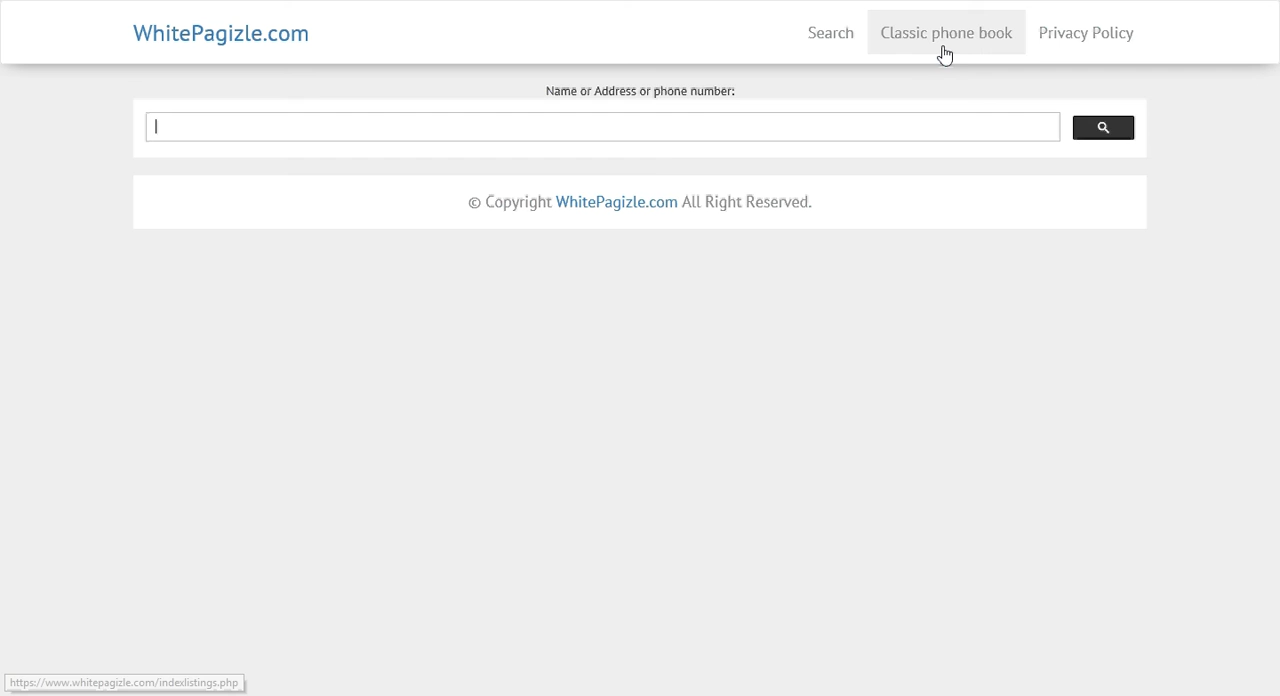 WhitePagizle.com
Search
Classic phone book
Privacy Policy
Name or Address or phone number:
© Copyright WhitePagizle.com All Right Reserved.
https://www.whitepagizle.com/indexlistings.php